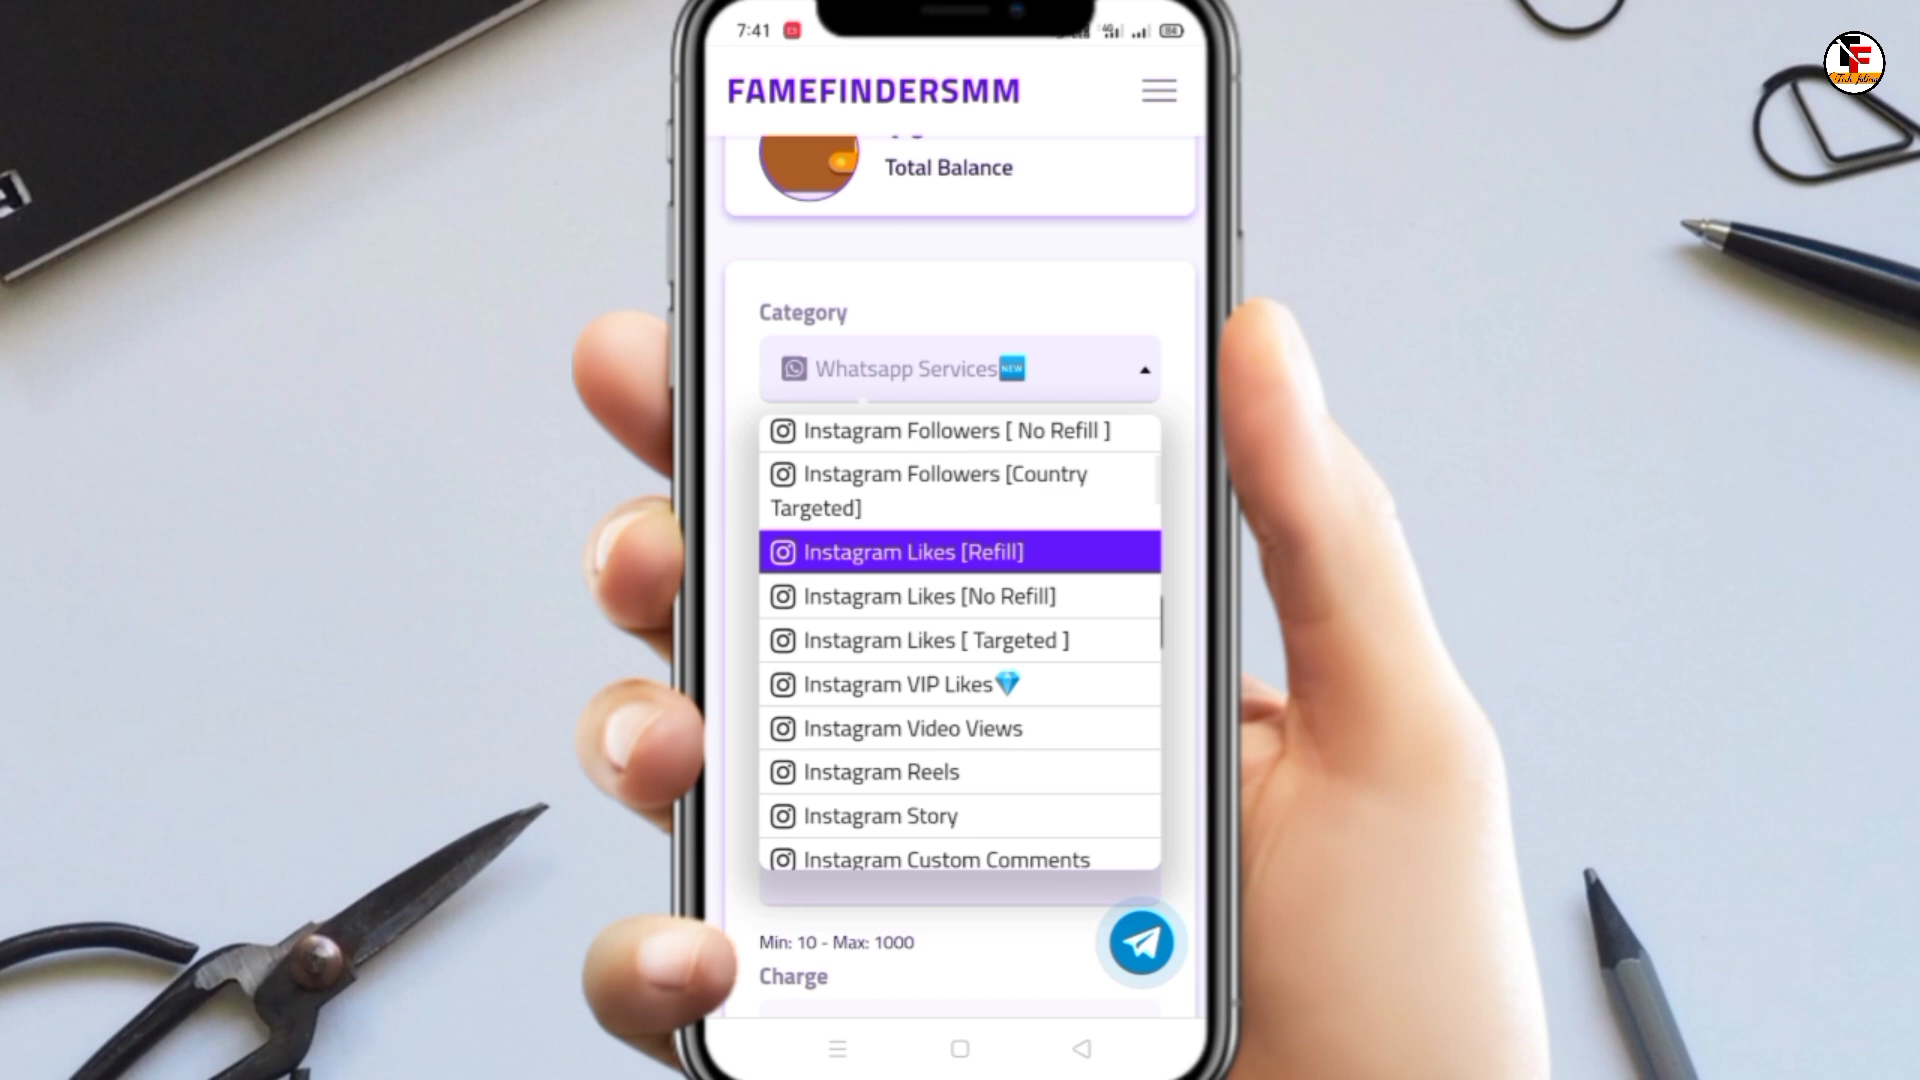 7:41
4G
84
FAMEFINDERSMM
Total Balance
Category
Whatsapp Services NEW
Instagram Followers [ No Refill ]
Instagram Followers [Country
Targeted]
Instagram Likes [Refill]
Instagram Likes [No Refill]
Instagram Likes [ Targeted ]
Instagram VIP Likes
Instagram Video Views
Instagram Reels
Instagram Story
Instagram Custom Comments
Min: 10 - Max: 1000
Charge